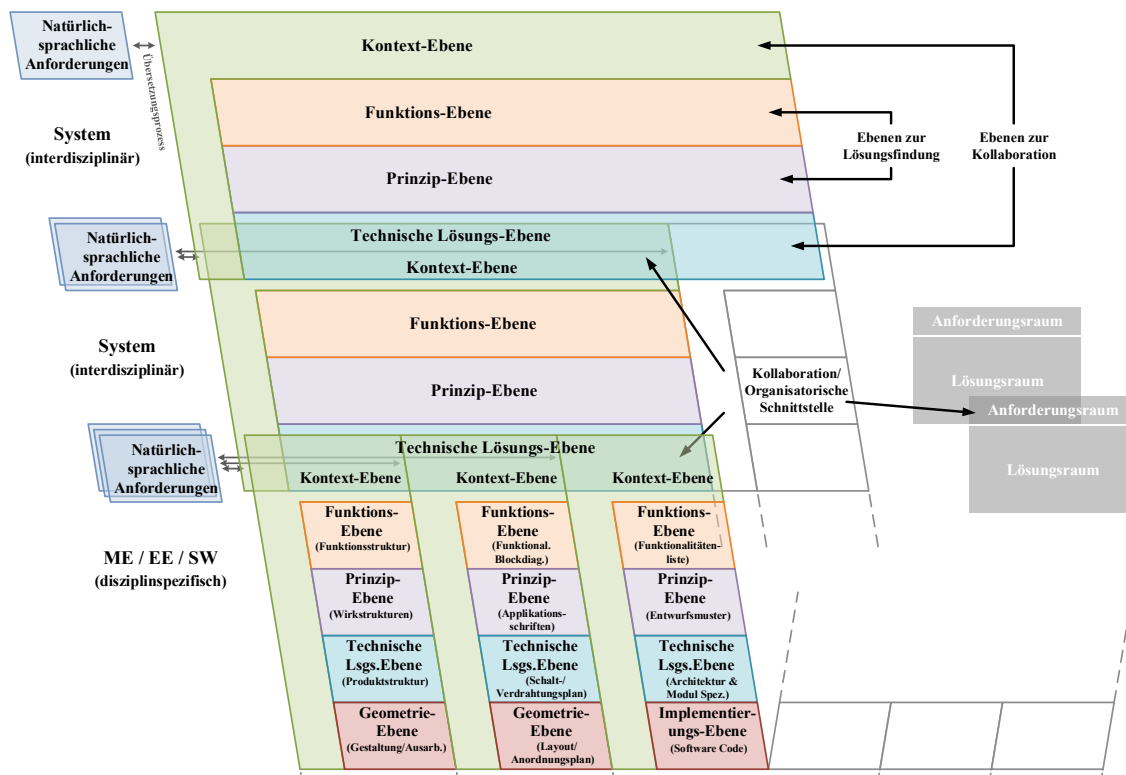 Natürlich-
sprachliche
Anforderungen
Übersetzungsprozess
Kontext-Ebene
Funktions-Ebene
Prinzip-Ebene
System
(interdisziplinär)
Ebenen zur
Lösungsfindung
Ebenen zur
Kollaboration
Natürlich-
sprachliche
Anforderungen
Technische Lösungs-Ebene
Kontext-Ebene
Funktions-Ebene
Prinzip-Ebene
System
(interdisziplinär)
Kollaboration/
Organisatorische
Schnittstelle
Anforderungsraum
Lösungsraum
Anforderungsraum
Lösungsraum
Natürlich-
sprachliche
Anforderungen
Technische Lösungs-Ebene
Kontext-Ebene
Kontext-Ebene
Kontext-Ebene
ME / EE / SW
(disziplinspezifisch)
Funktions-
Ebene
(Funktionsstruktur)
Funktions-
Ebene
(Functional.
Blockdiag.)
Funktions-
Ebene
(Funktionalitäten-
liste)
Prinzip-
Ebene
(Wirkstrukturen)
Prinzip-
Ebene
(Applikations-
schriften)
Prinzip-
Ebene
(Entwurfsmuster)
Technische
Lsgs.Ebene
(Produktstruktur)
Technische
Lsgs.Ebene
(Schalt-/
Verdrahtungsplan)
Technische
Lsgs.Ebene
(Architektur &
Modul Spez.)
Geometrie-
Ebene
(Gestaltung/Ausarb.)
Geometrie-
Ebene
(Layout/
Anordnungsplan)
Implementier-
ungs-Ebene
(Software Code)